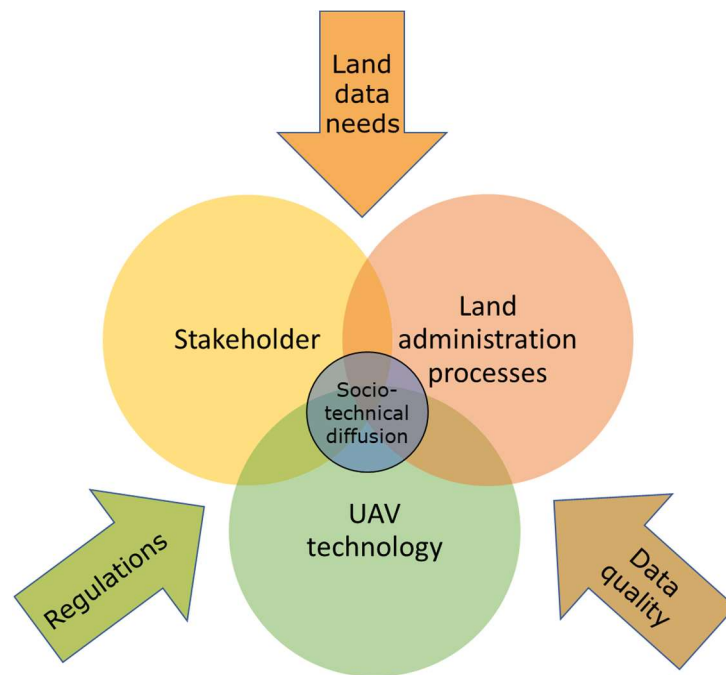 Land
data
needs
Stakeholder
Land
administration
processes
Socio-
technical
diffusion
UAV
technology
Regulations
Data
quality